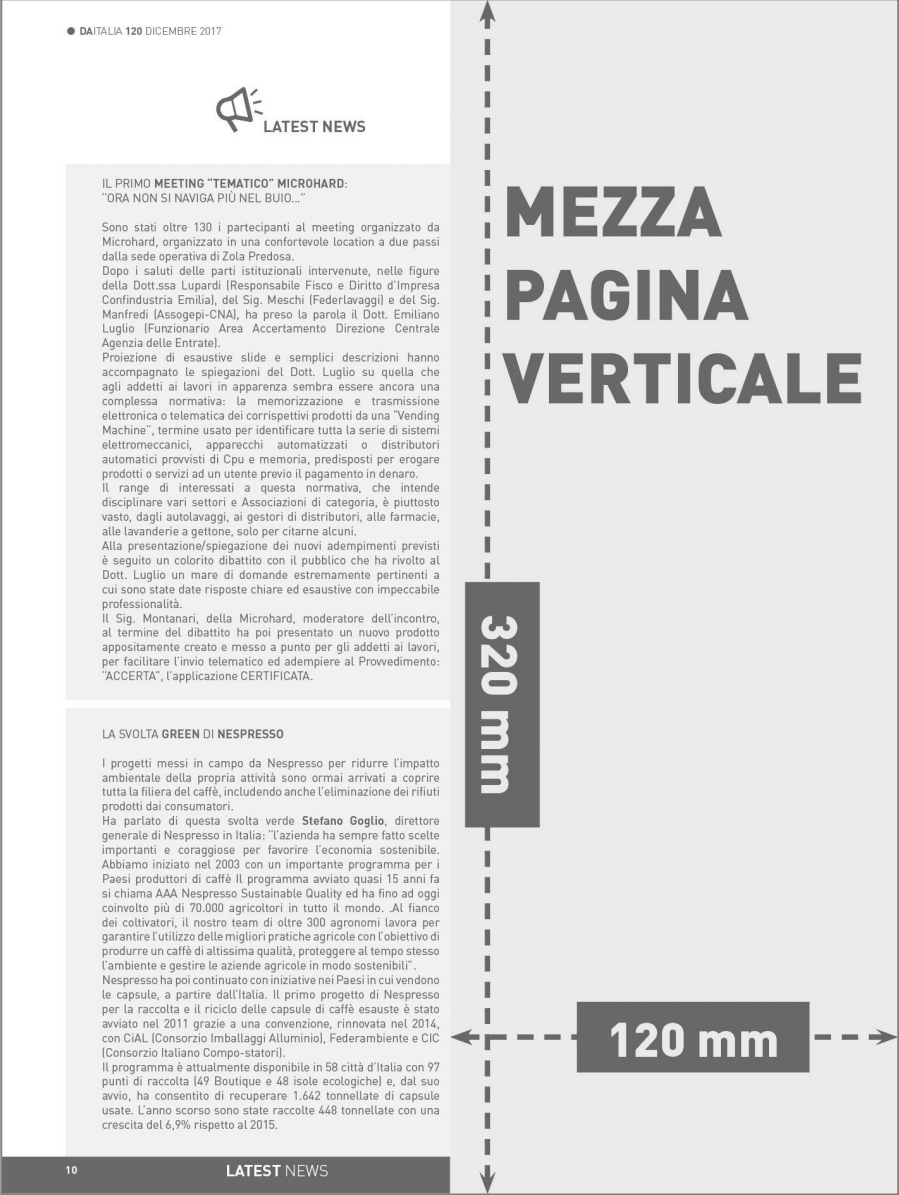 DAITALIA 120 DICEMBRE 2017
LATEST NEWS
IL PRIMO MEETING "TEMATICO" MICROHARD:
"ORA NON SI NAVIGA PIÙ NEL BUIO..."
Sono stati oltre 130 i partecipanti al meeting organizzato da
Microhard, organizzato in una confortevole location a due passi
dalla sede operativa di Zola Predosa.
Dopo i saluti delle parti istituzionali intervenute, nelle figure
della Dott.ssa Lupardi (Responsabile Fisco e Diritto d'Impresa
Confindustria Emilia), del Sig. Meschi (Federlavaggi) e del Sig.
Manfredi (Assogepi-CNA), ha preso la parola il Dott. Emiliano
Luglio (Funzionario Area Accertamento Direzione Centrale
Agenzia delle Entrate).
Proiezione di esaustive slide e semplici descrizioni hanno
accompagnato le spiegazioni del Dott. Luglio su quella che
agli addetti ai lavori in apparenza sembra essere ancora una
complessa normativa: la memorizzazione e trasmissione
elettronica o telematica dei corrispettivi prodotti da una "Vending
Machine", termine usato per identificare tutta la serie di sistemi
elettromeccanici, apparecchi automatizzati o distributori
automatici provvisti di Cpu e memoria, predisposti per erogare
prodotti o servizi ad un utente previo il pagamento in denaro.
Il range di interessati a questa normativa, che intende
disciplinare vari settori e Associazioni di categoria, è piuttosto
vasto, dagli autolavaggi, ai gestori di distributori, alle farmacie,
alle lavanderie a gettone, solo per citarne alcuni.
Alla presentazione/spiegazione dei nuovi adempimenti previsti
è seguito un colorito dibattito con il pubblico che ha rivolto al
Dott. Luglio un mare di domande estremamente pertinenti a
cui sono state date risposte chiare ed esaustive con impeccabile
professionalità.
Il Sig. Montanari, della Microhard, moderatore dell'incontro,
al termine del dibattito ha poi presentato un nuovo prodotto
appositamente creato e messo a punto per gli addetti ai lavori,
per facilitare l'invio telematico ed adempiere al Provvedimento:
"ACCERTA", l'applicazione CERTIFICATA.
LA SVOLTA GREEN DI NESPRESSO
I progetti messi in campo da Nespresso per ridurre l'impatto
ambientale della propria attività sono ormai arrivati a coprire
tutta la filiera del caffè, includendo anche l'eliminazione dei rifiuti
prodotti dai consumatori.
Ha parlato di questa svolta verde Stefano Goglio, direttore
generale di Nespresso in Italia: "l'azienda ha sempre fatto scelte
importanti e coraggiose per favorire l'economia sostenibile.
Abbiamo iniziato nel 2003 con un importante programma per i
Paesi produttori di caffè Il programma avviato quasi 15 anni fa
si chiama AAA Nespresso Sustainable Quality ed ha fino ad oggi
coinvolto più di 70.000 agricoltori in tutto il mondo. .Al fianco
dei coltivatori, il nostro team di oltre 300 agronomi lavora per
garantire l'utilizzo delle migliori pratiche agricole con l'obiettivo di
produrre un caffè di altissima qualità, proteggere al tempo stesso
l'ambiente e gestire le aziende agricole in modo sostenibili".
Nespresso ha poi continuato con iniziative nei Paesi in cui vendono
le capsule, a partire dall'Italia. Il primo progetto di Nespresso
per la raccolta e il riciclo delle capsule di caffè esauste è stato
avviato nel 2011 grazie a una convenzione, rinnovata nel 2014,
con CiAL (Consorzio Imballaggi Alluminio), Federambiente e CIC
(Consorzio Italiano Compo-statori).
Il programma è attualmente disponibile in 58 città d'Italia con 97
punti di raccolta (49 Boutique e 48 isole ecologiche) e, dal suo
avvio, ha consentito di recuperare 1.642 tonnellate di capsule
usate. L'anno scorso sono state raccolte 448 tonnellate con una
crescita del 6,9% rispetto al 2015.
10
LATEST NEWS
MEZZA
PAGINA
VERTICALE
320 mm
120 mm